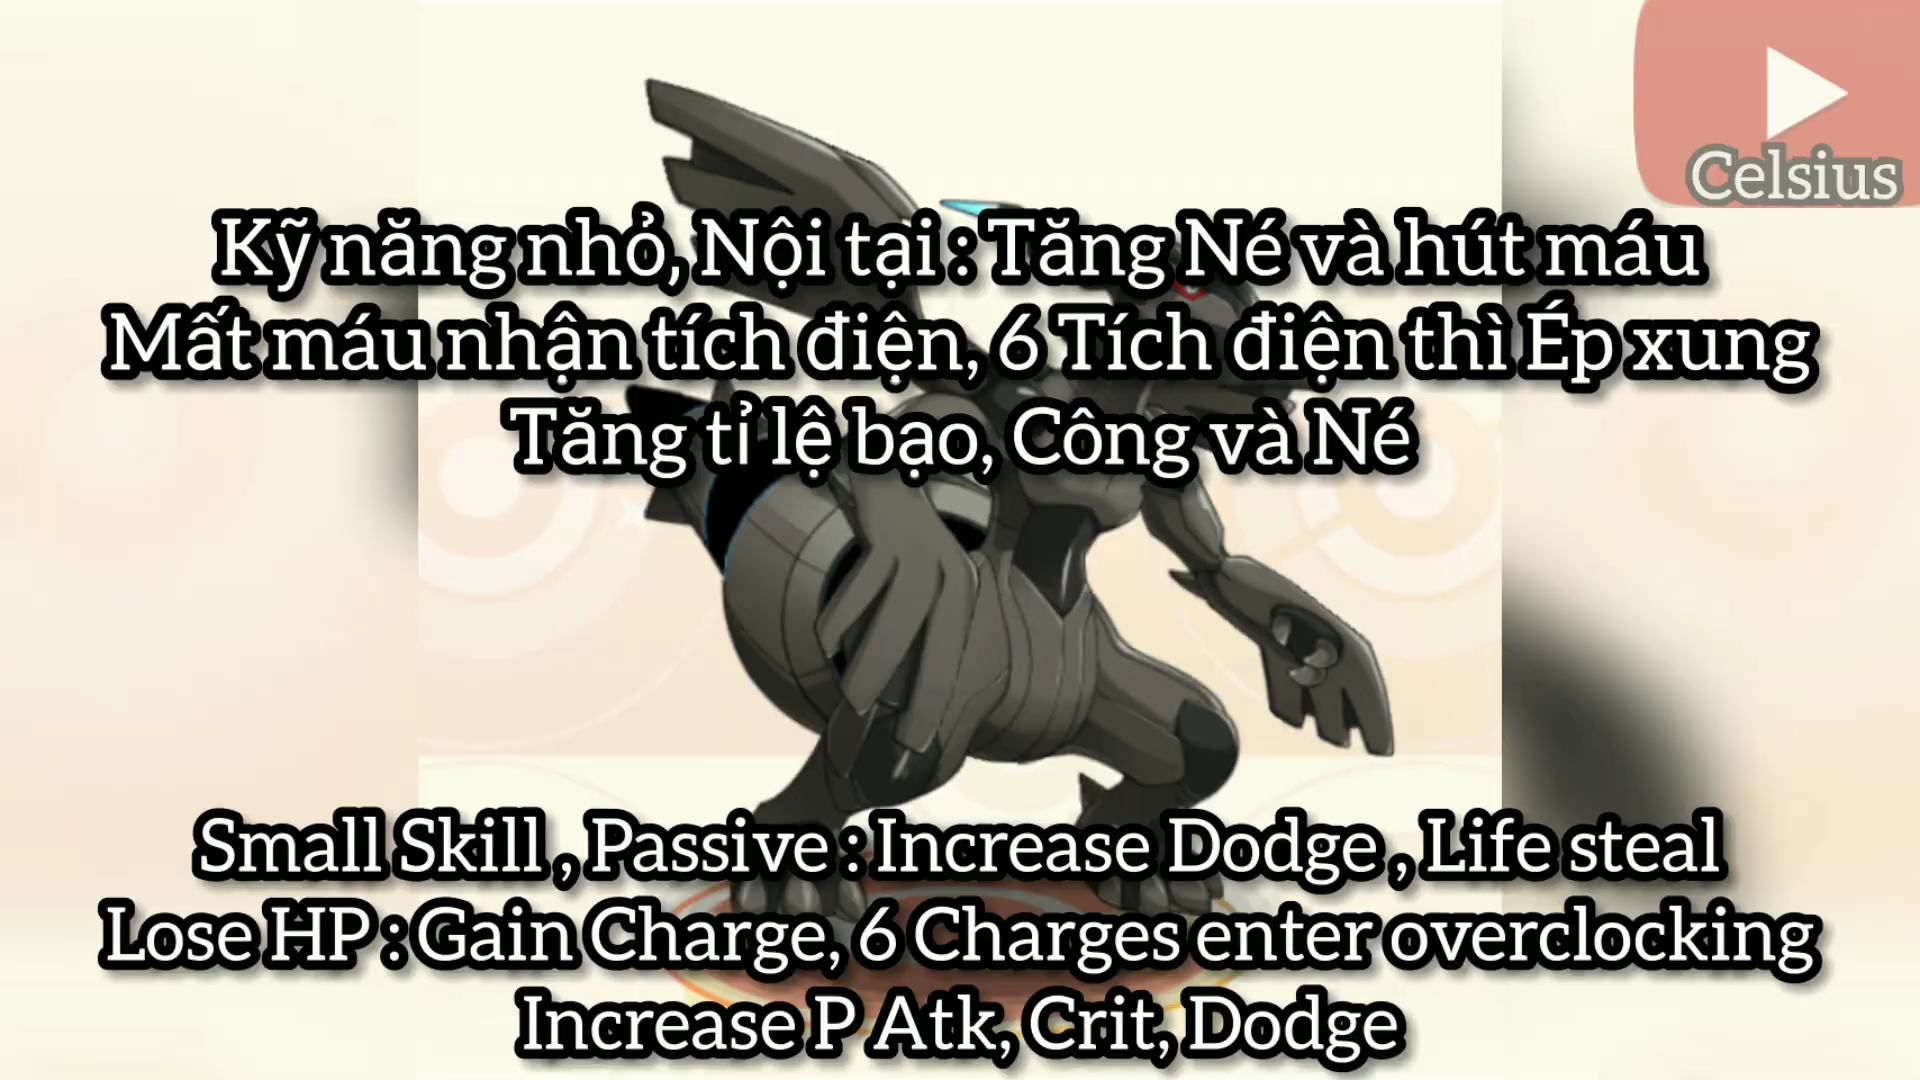 Celsius
Kỹ năng nhỏ, Nội tại : Tăng Né và hút máu
Mất máu nhận tích điện, 6 Tích điện thì Ép xung
Tăng tỉ lệ bạo, Công và Né
Small Skill , Passive : Increase Dodge , Life steal
Lose HP : Gain Charge, 6 Charges enter overclocking
Increase P Atk, Crit, Dodge